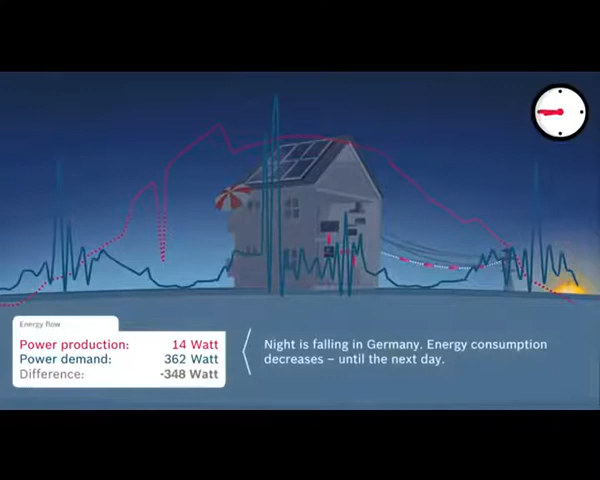 Energy flow
Power production: 14 Watt
Power demand: 362 Watt
Difference: -348 Watt
Night is falling in Germany. Energy consumption
decreases – until the next day.